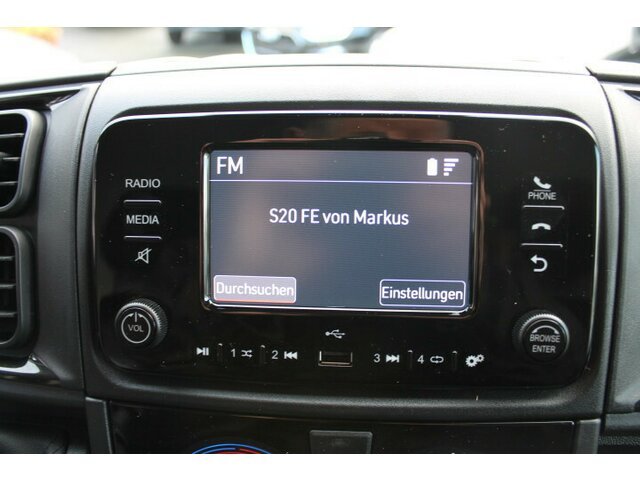 FM
S20 FE von Markus
Durchsuchen
Einstellungen
RADIO
MEDIA
PHONE
VOL
BROWSE
ENTER
1
2
3
4